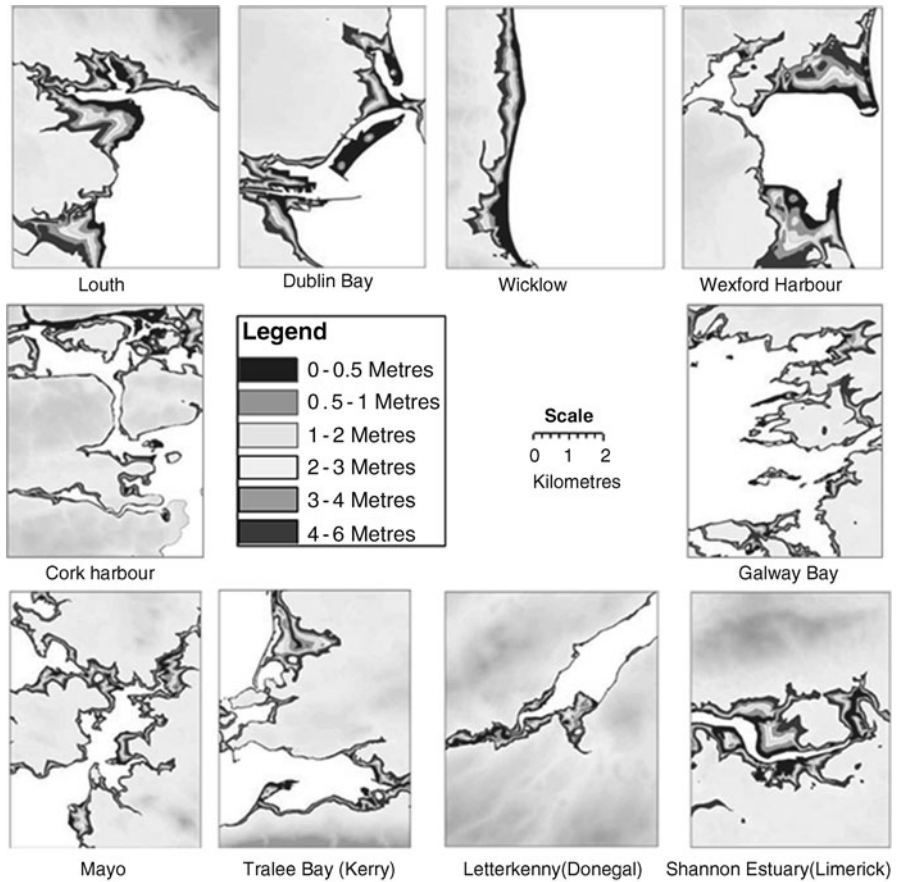 Louth
Dublin Bay
Wicklow
Wexford Harbour
Legend
0-0.5 Metres
0.5-1 Metres
1-2 Metres
2-3 Metres
3-4 Metres
4-6 Metres
Scale
0 1 2
Kilometres
Cork harbour
Galway Bay
Mayo
Tralee Bay (Kerry)
Letterkenny(Donegal)
Shannon Estuary(Limerick)